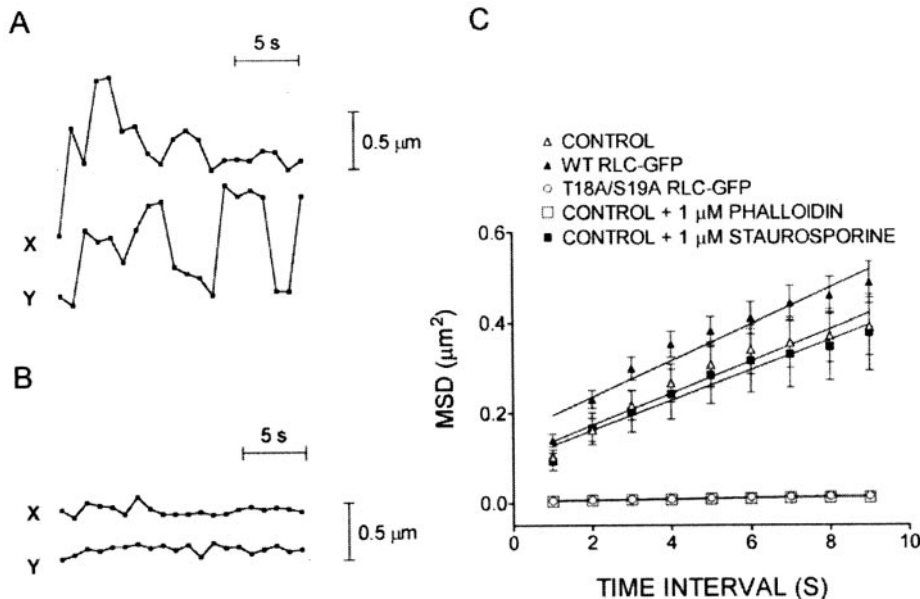 A
5 s
0.5 μm
X
Y
B
5 s
X
Y
0.5 μm
C
CONTROL
WT RLC-GFP
T18A/S19A RLC-GFP
CONTROL + 1 μM PHALLOIDIN
CONTROL + 1 μM STAUROSPORINE
0.6
0.4
0.2
0.0
MSD (μm²)
0 2 4 6 8 10
TIME INTERVAL (S)